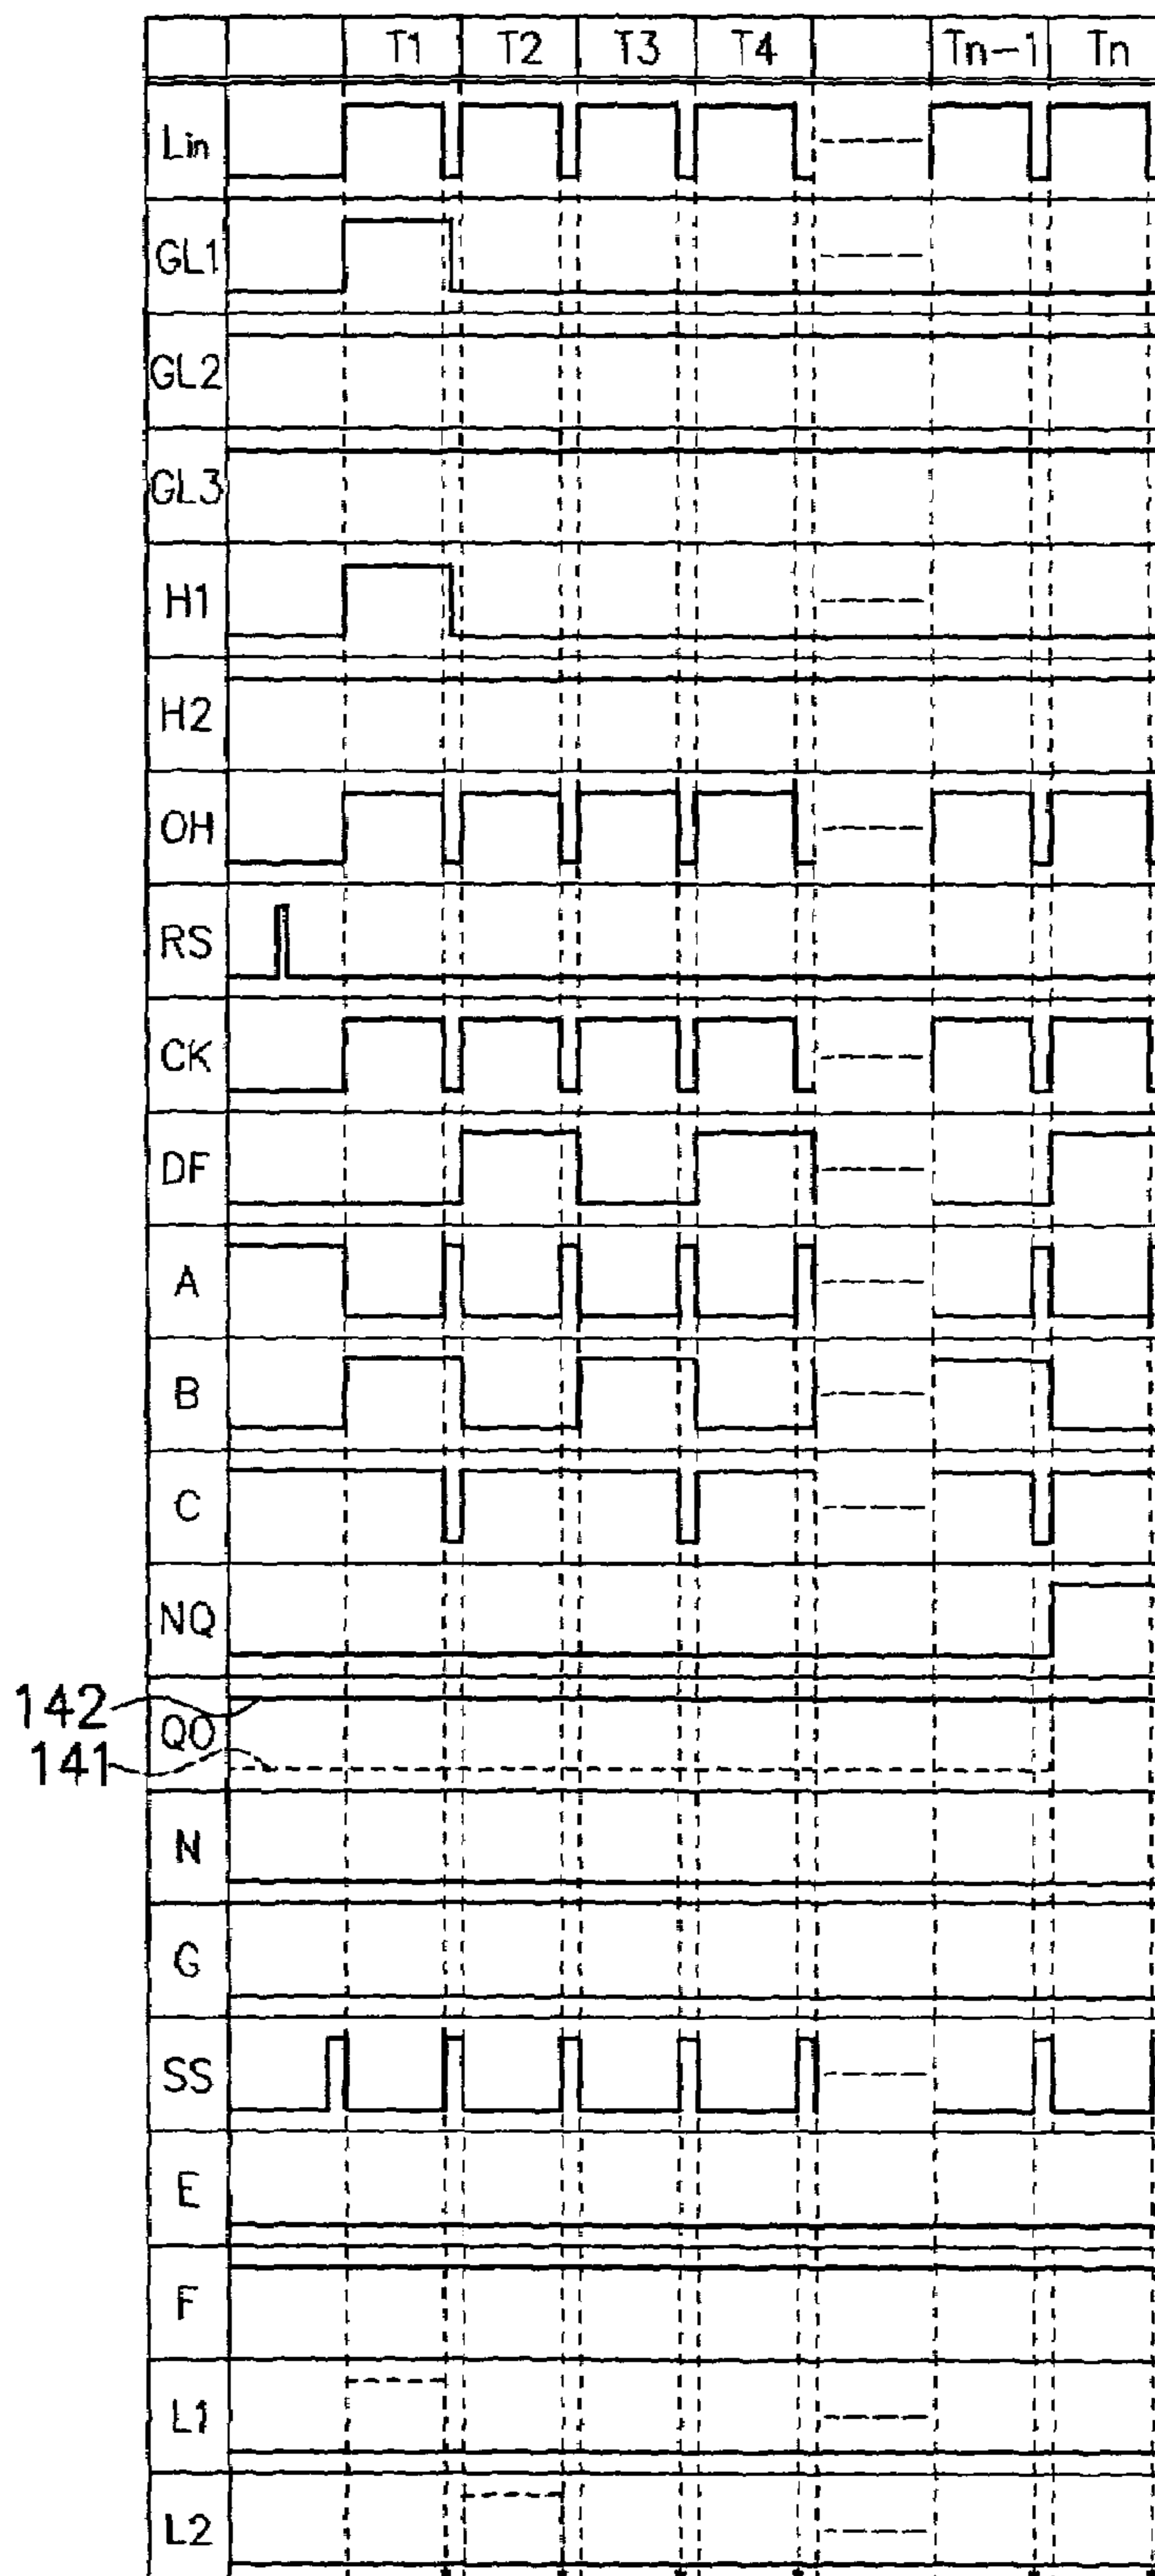 T1 T2 T3 T4 Tn-1 Tn
Lin
GL1
GL2
GL3
H1
H2
OH
RS
CK
DF
A
B
C
NQ
142
QO
141
N
G
SS
E
F
L1
L2